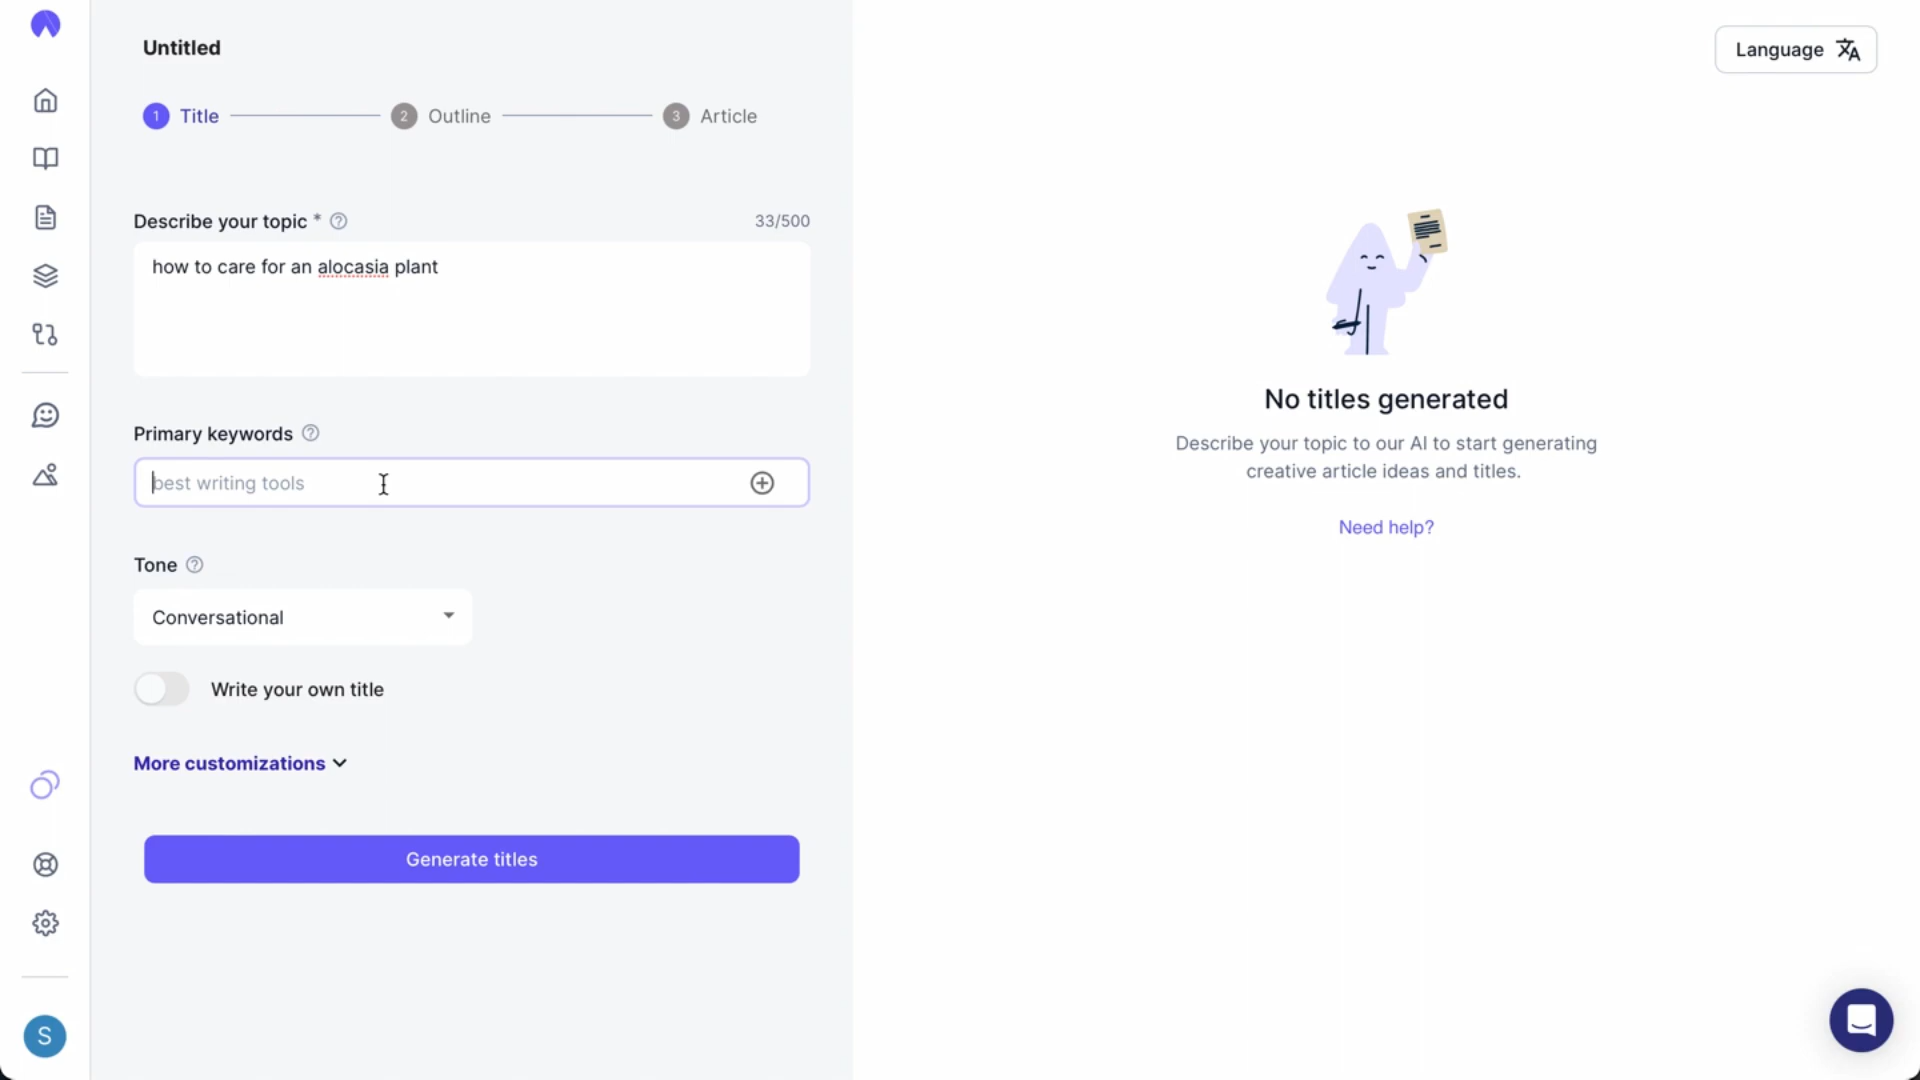 Untitled
Language
1 Title
2 Outline
3 Article
Describe your topic *
33/500
how to care for an alocasia plant
Primary keywords
best writing tools
Tone
Conversational
Write your own title
More customizations
Generate titles
No titles generated
Describe your topic to our AI to start generating
creative article ideas and titles.
Need help?
S